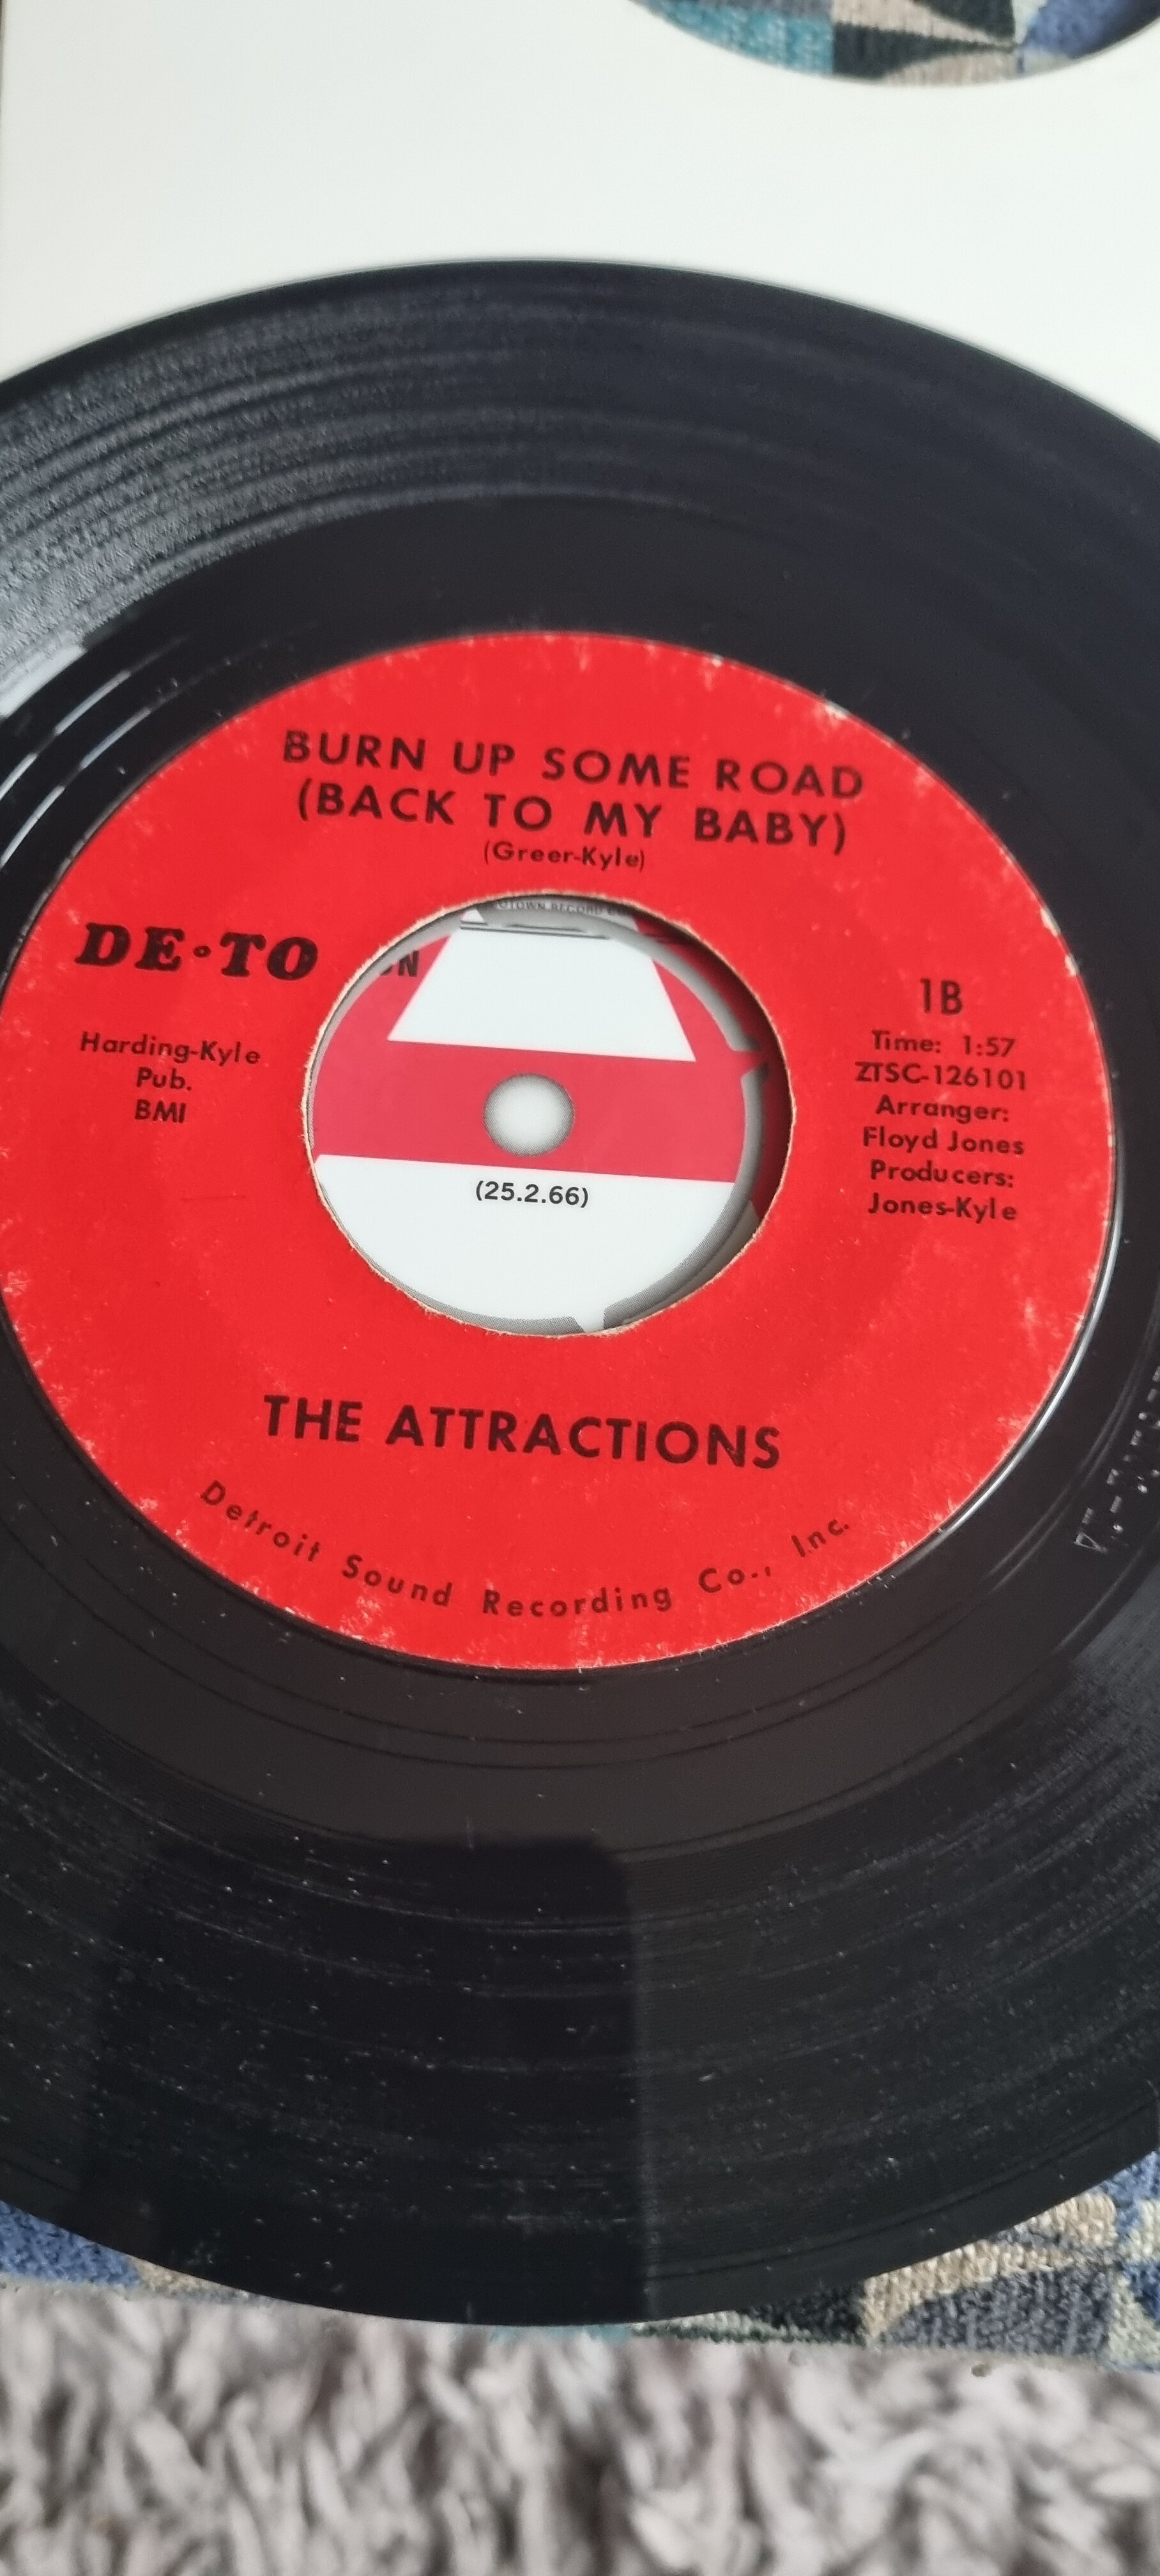 BURN UP SOME ROAD
(BACK TO MY BABY)
(Greer-Kyle)
DE·TO
Harding-Kyle
Pub.
BMI
1B
Time: 1:57
ZTSC-126101
Arranger:
Floyd Jones
Producers:
Jones-Kyle
RECORD
(25.2.66)
THE ATTRACTIONS
Detroit Sound Recording Co., Inc.